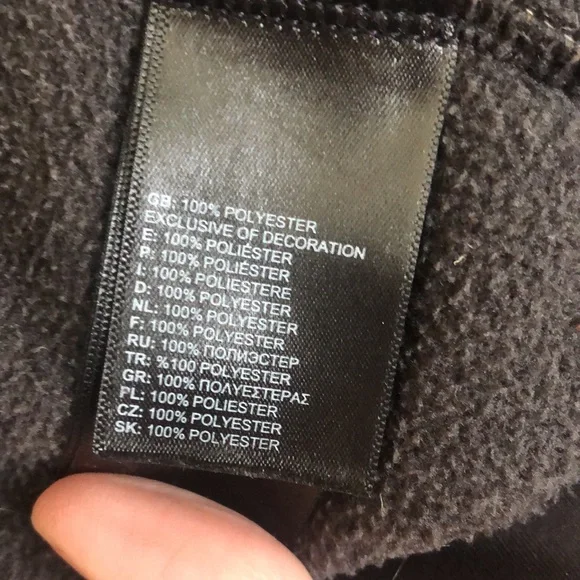 GB: 100% POLYESTER
EXCLUSIVE OF DECORATION
E: 100% POLIÉSTER
P: 100% POLIÉSTER
I: 100% POLIESTERE
D: 100% POLYESTER
NL: 100% POLYESTER
F: 100% POLYESTER
RU: 100% ПОЛИЭСТЕР
TR: %100 POLYESTER
GR: 100% ΠΟΛΥΕΣΤΕΡΑΣ
PL: 100% POLIESTER
CZ: 100% POLYESTER
SK: 100% POLYESTER